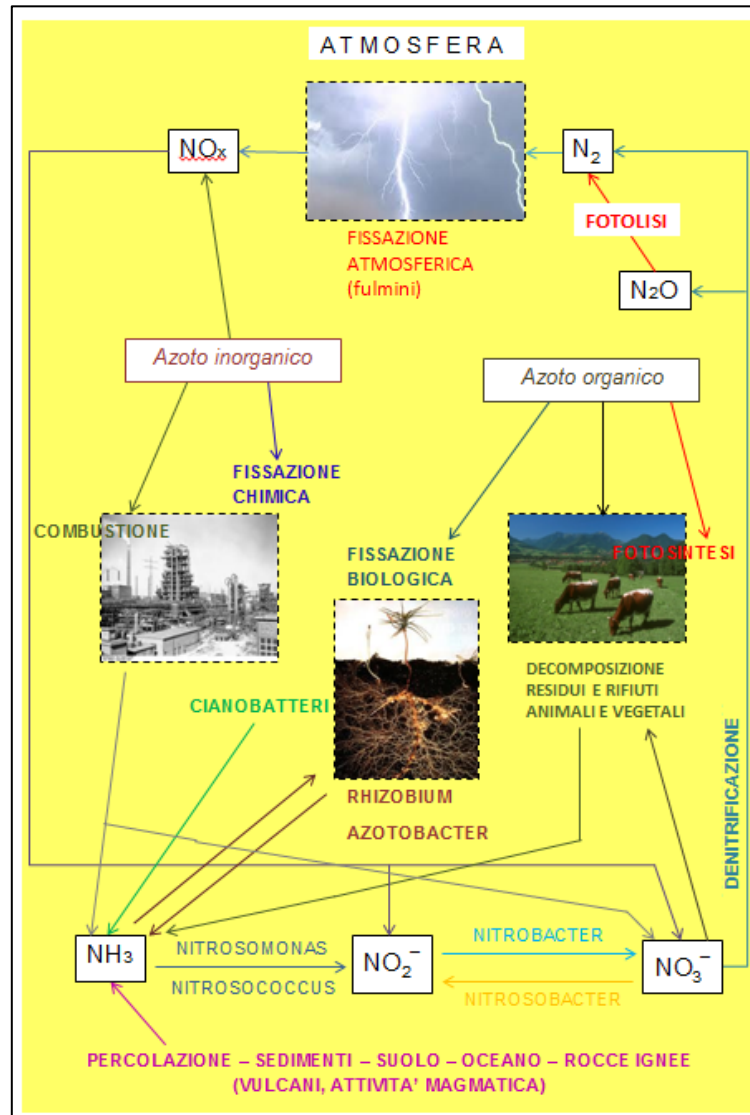 ATMOSFERA
NOx
N2
FISSAZIONE
ATMOSFERICA
(fulmini)
FOTOLISI
N2O
Azoto inorganico
Azoto organico
FISSAZIONE
CHIMICA
COMBUSTIONE
FISSAZIONE
BIOLOGICA
FOTOSINTESI
DECOMPOSIZIONE
RESIDUI E RIFIUTI
ANIMALI E VEGETALI
CIANOBATTERI
RHIZOBIUM
AZOTOBACTER
DENITRIFICAZIONE
NH3
NITROSOMONAS
NITROSOCOCCUS
NO2−
NITROBACTER
NITROSOBACTER
NO3−
PERCOLAZIONE – SEDIMENTI – SUOLO – OCEANO – ROCCE IGNEE
(VULCANI, ATTIVITA' MAGMATICA)